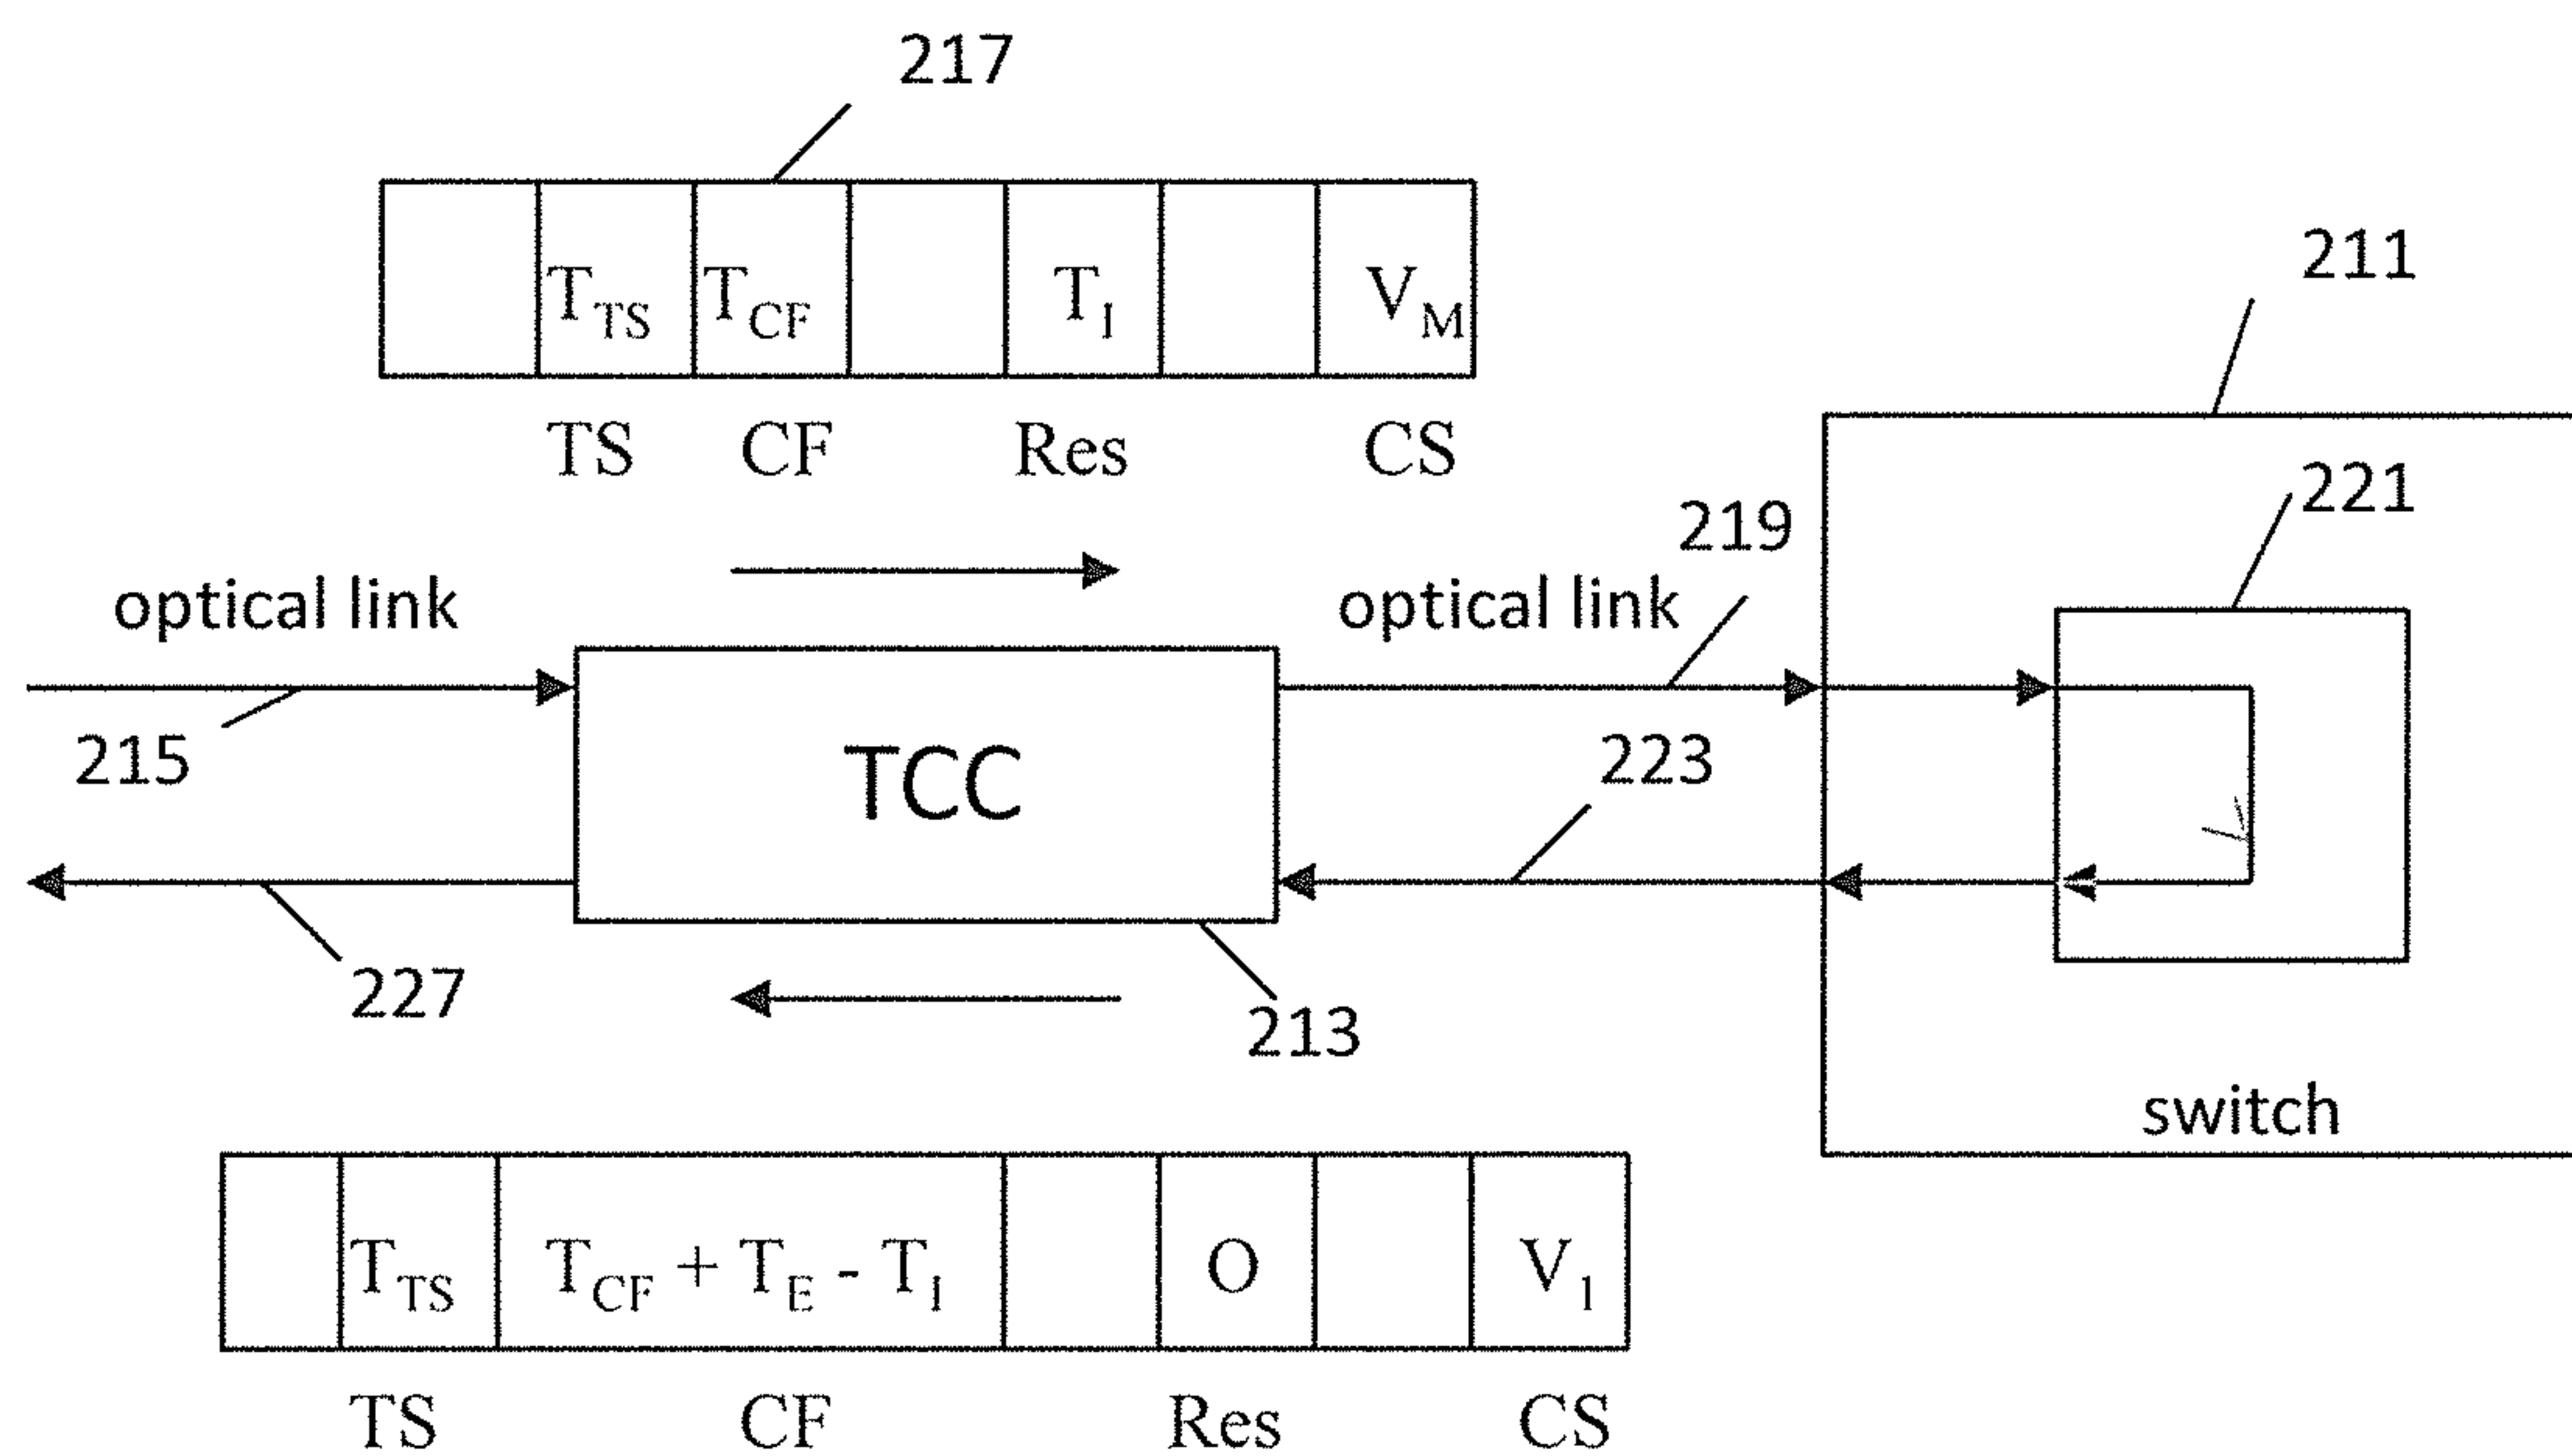 217
T_TS T_CF T_I V_M
TS CF Res CS
211
221
219
optical link
optical link
215
TCC
223
227
213
switch
T_TS T_CF + T_E - T_I O V_1
TS CF Res CS